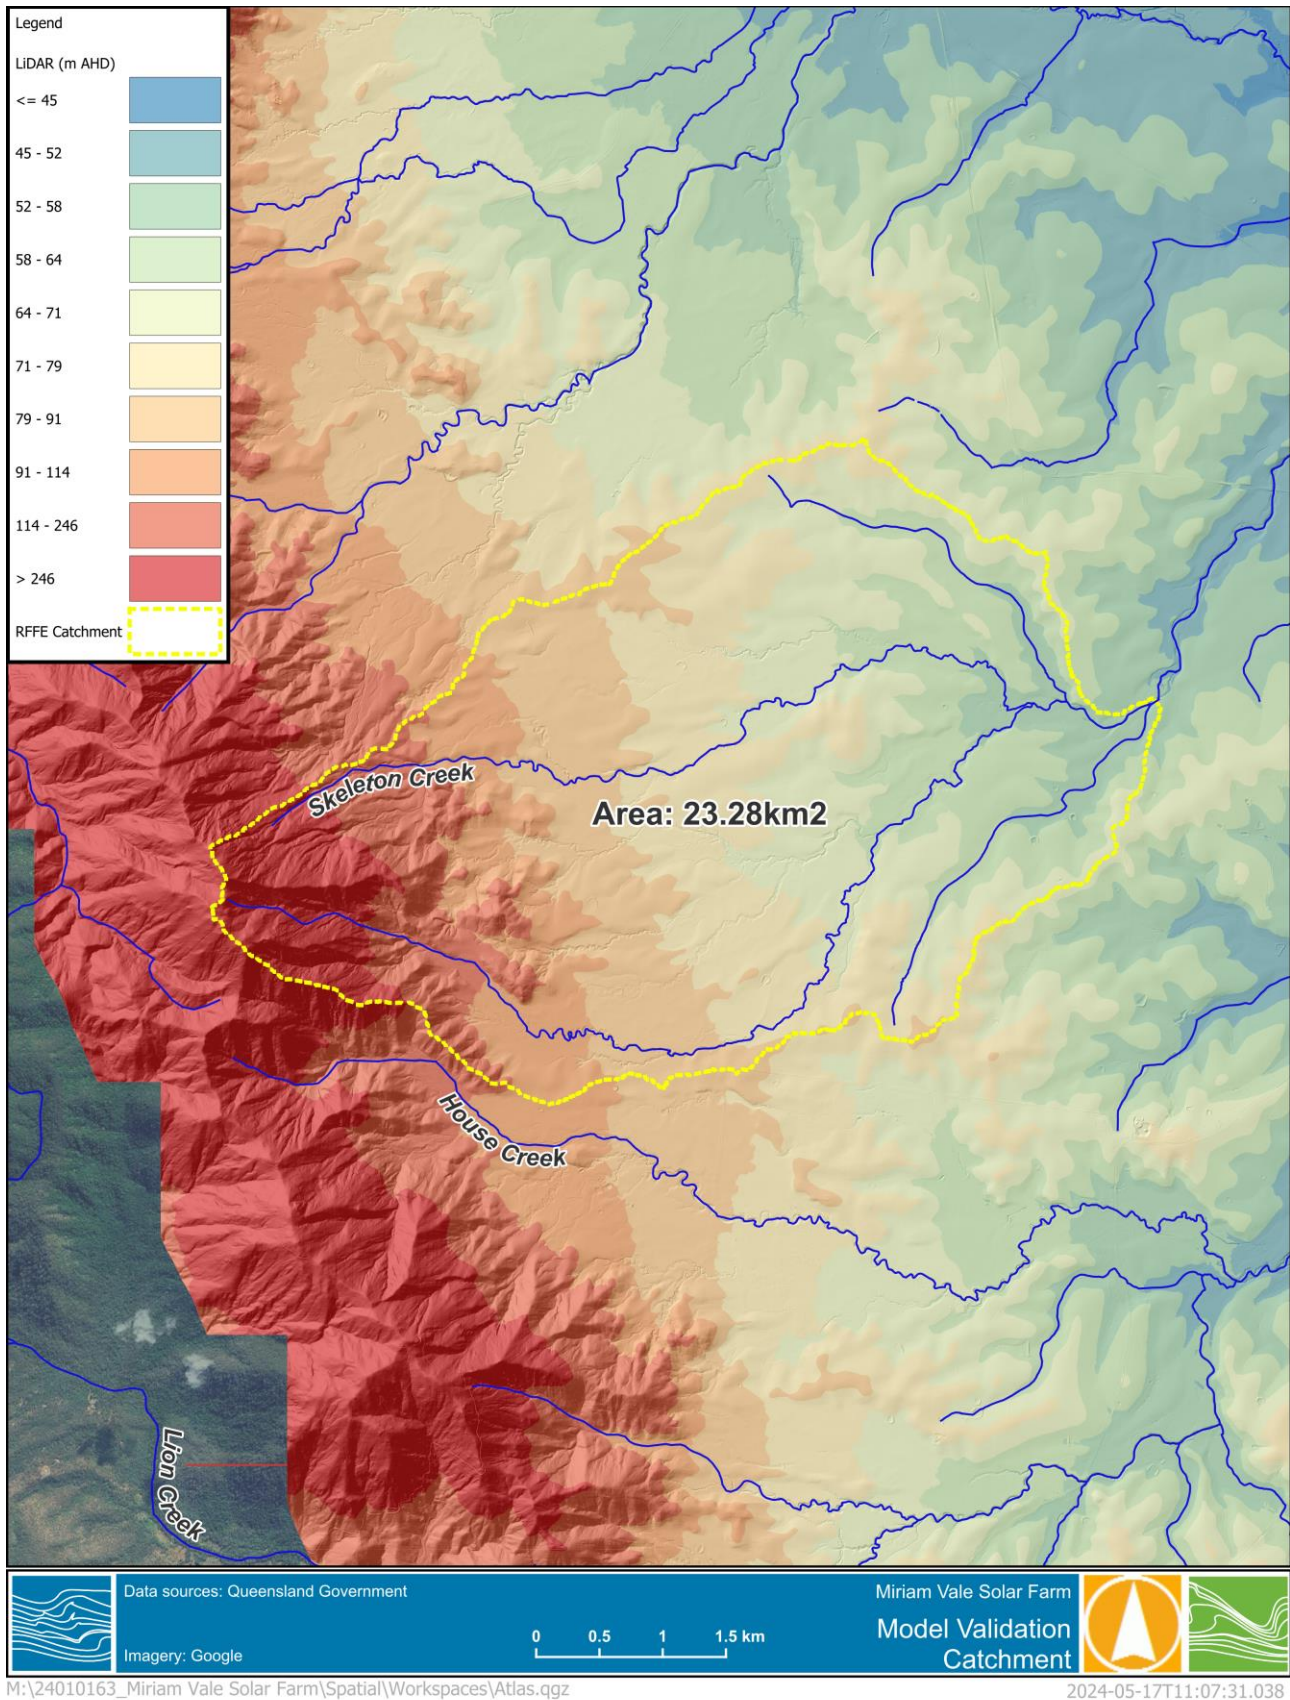 Legend
LiDAR (m AHD)
<= 45
45 - 52
52 - 58
58 - 64
64 - 71
71 - 79
79 - 91
91 - 114
114 - 246
> 246
RFFE Catchment
Skeleton Creek
Area: 23.28km2
House Creek
Lion Creek
Data sources: Queensland Government
Imagery: Google
0 0.5 1 1.5 km
Miriam Vale Solar Farm
Model Validation
Catchment
M:\24010163_Miriam Vale Solar Farm\Spatial\Workspaces\Atlas.qgz
2024-05-17T11:07:31.038